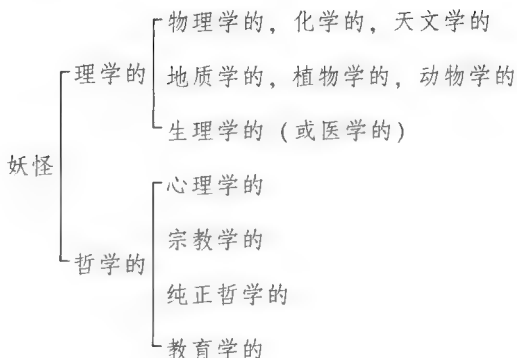 物理学的，化学的，天文学的
理学的 地质学的，植物学的，动物学的
生理学的（或医学的）
妖怪
心理学的
宗教学的
哲学的
纯正哲学的
教育学的